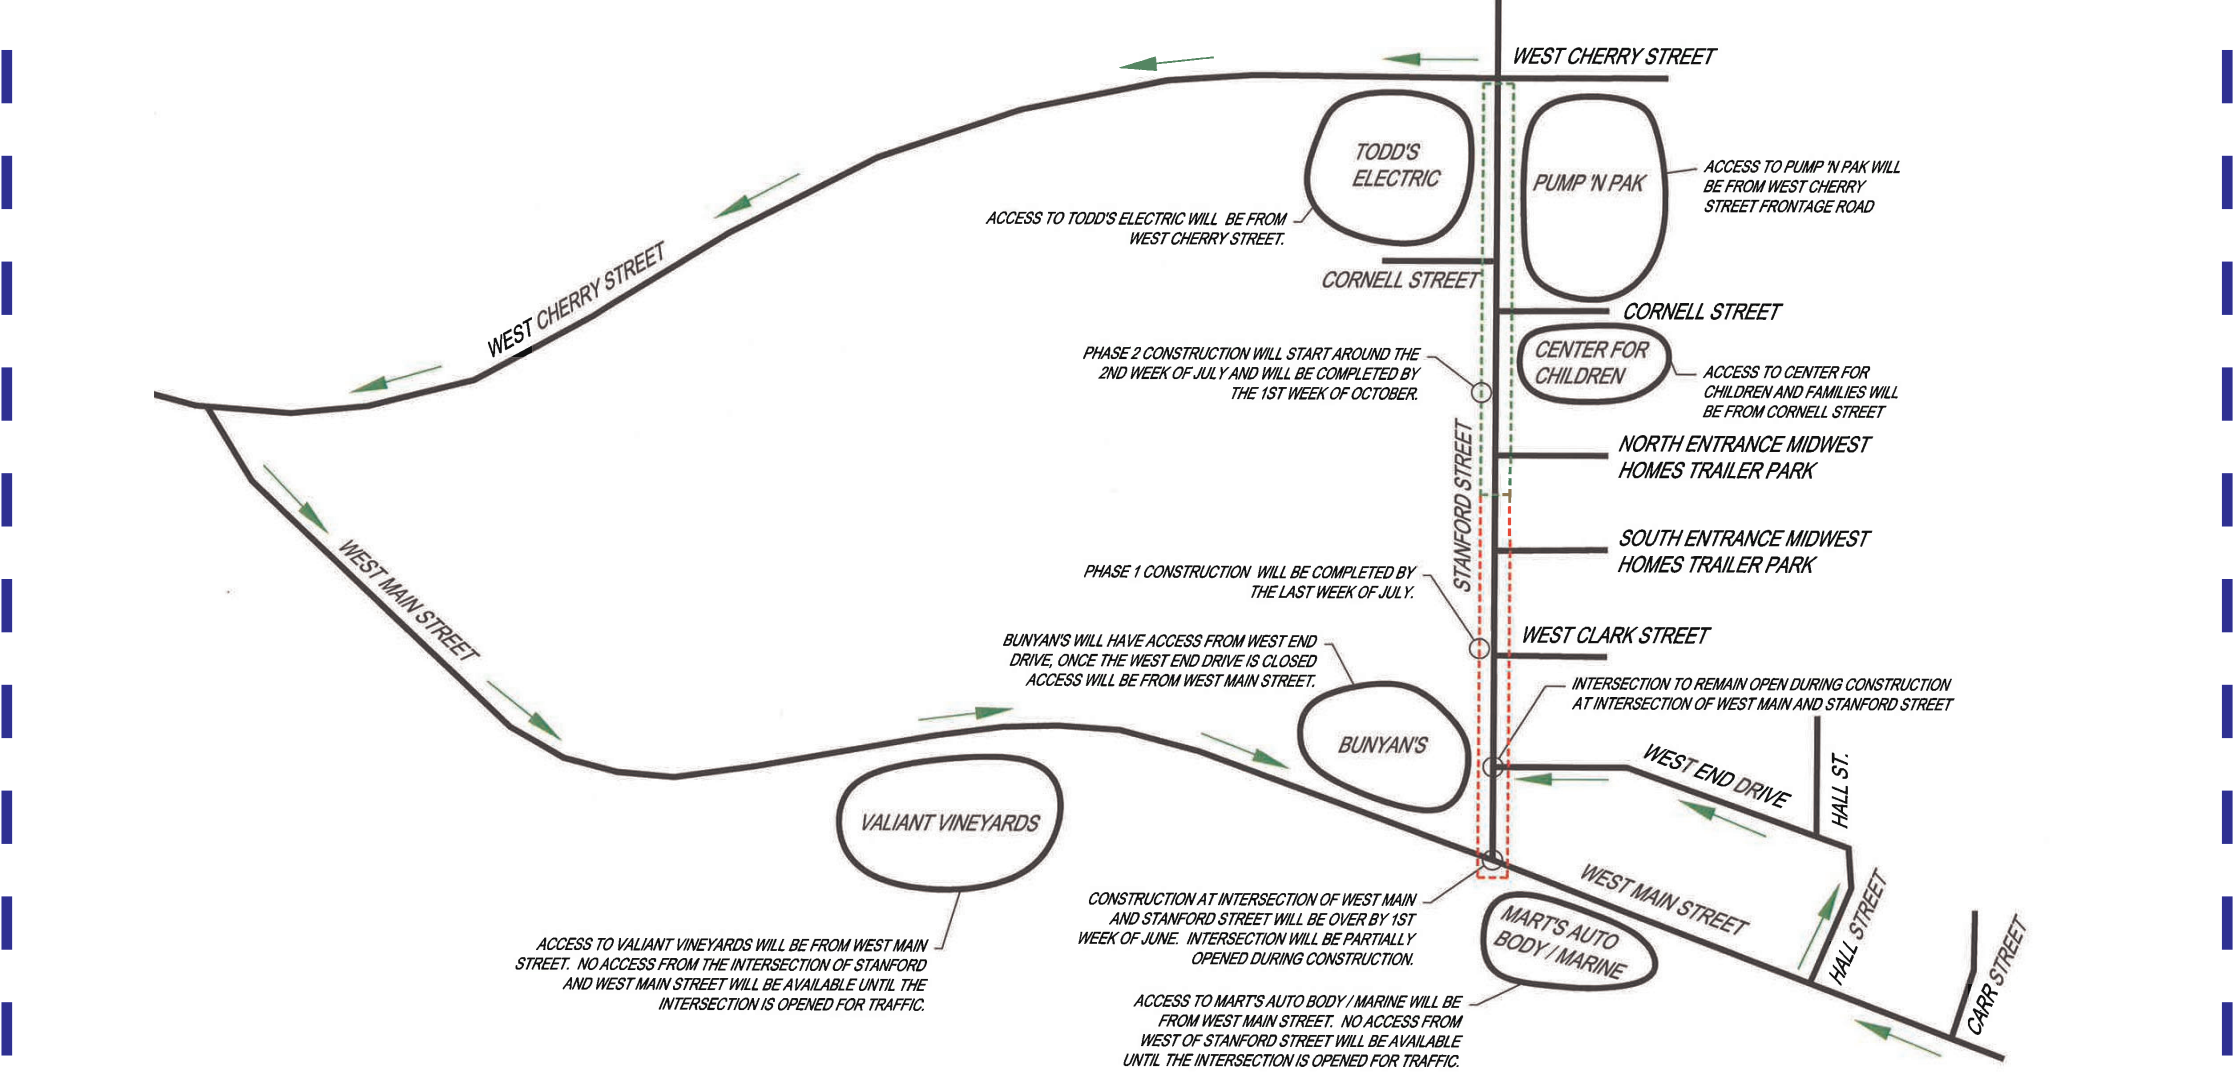 WEST CHERRY STREET
TODD'S
ELECTRIC
PUMP 'N PAK
ACCESS TO PUMP 'N PAK WILL
BE FROM WEST CHERRY
STREET FRONTAGE ROAD
ACCESS TO TODD'S ELECTRIC WILL BE FROM
WEST CHERRY STREET.
CORNELL STREET
CORNELL STREET
WEST CHERRY STREET
PHASE 2 CONSTRUCTION WILL START AROUND THE
2ND WEEK OF JULY AND WILL BE COMPLETED BY
THE 1ST WEEK OF OCTOBER.
CENTER FOR
CHILDREN
ACCESS TO CENTER FOR
CHILDREN AND FAMILIES WILL
BE FROM CORNELL STREET
NORTH ENTRANCE MIDWEST
HOMES TRAILER PARK
STANFORD STREET
SOUTH ENTRANCE MIDWEST
HOMES TRAILER PARK
WEST MAIN STREET
PHASE 1 CONSTRUCTION WILL BE COMPLETED BY
THE LAST WEEK OF JULY.
WEST CLARK STREET
BUNYAN'S WILL HAVE ACCESS FROM WEST END
DRIVE, ONCE THE WEST END DRIVE IS CLOSED
ACCESS WILL BE FROM WEST MAIN STREET.
INTERSECTION TO REMAIN OPEN DURING CONSTRUCTION
AT INTERSECTION OF WEST MAIN AND STANFORD STREET
BUNYAN'S
WEST END DRIVE
HALL ST.
VALIANT VINEYARDS
WEST MAIN STREET
HALL STREET
CARR STREET
CONSTRUCTION AT INTERSECTION OF WEST MAIN
AND STANFORD STREET WILL BE OVER BY 1ST
WEEK OF JUNE. INTERSECTION WILL BE PARTIALLY
OPENED DURING CONSTRUCTION.
MART'S AUTO
BODY / MARINE
ACCESS TO VALIANT VINEYARDS WILL BE FROM WEST MAIN
STREET. NO ACCESS FROM THE INTERSECTION OF STANFORD
AND WEST MAIN STREET WILL BE AVAILABLE UNTIL THE
INTERSECTION IS OPENED FOR TRAFFIC.
ACCESS TO MART'S AUTO BODY / MARINE WILL BE
FROM WEST MAIN STREET. NO ACCESS FROM
WEST OF STANFORD STREET WILL BE AVAILABLE
UNTIL THE INTERSECTION IS OPENED FOR TRAFFIC.